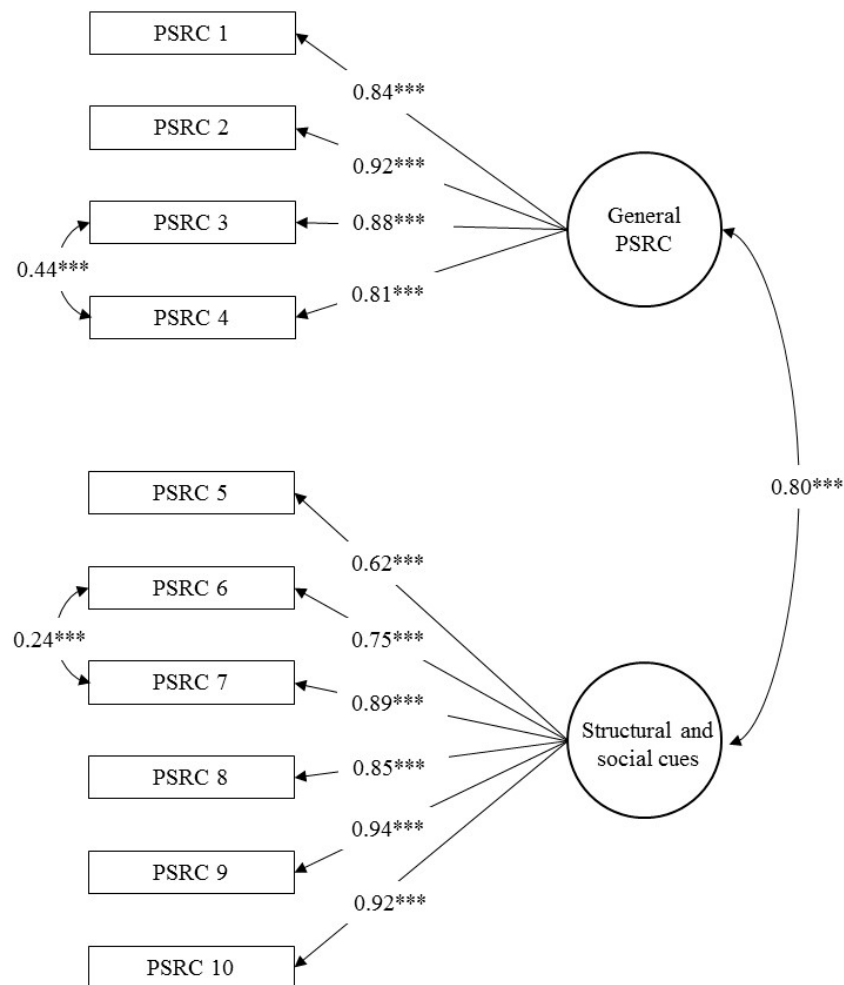 PSRC 1
0.84***
PSRC 2
0.92***
PSRC 3
0.88***
General
PSRC
0.44***
0.81***
PSRC 4
PSRC 5
0.80***
0.62***
PSRC 6
0.24***
0.75***
PSRC 7
0.89***
Structural and
social cues
PSRC 8
0.85***
0.94***
PSRC 9
0.92***
PSRC 10